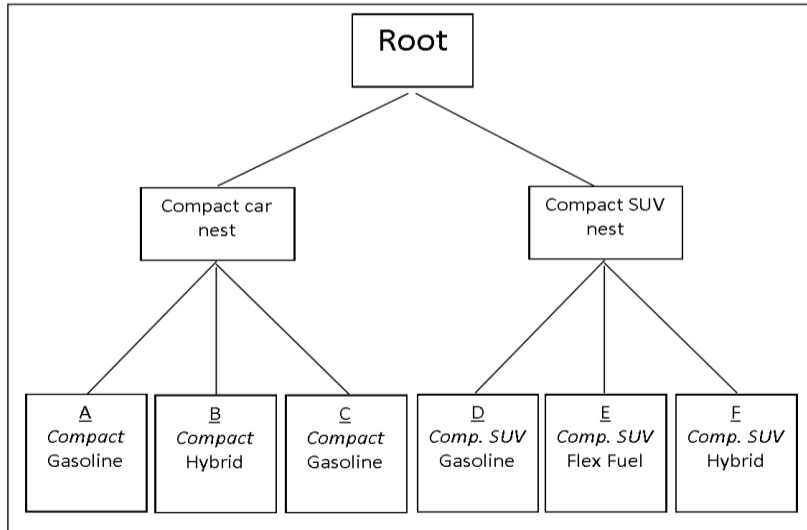 Root
Compact car
nest
Compact SUV
nest
A
Compact
Gasoline
B
Compact
Hybrid
C
Compact
Gasoline
D
Comp. SUV
Gasoline
E
Comp. SUV
Flex Fuel
F
Comp. SUV
Hybrid